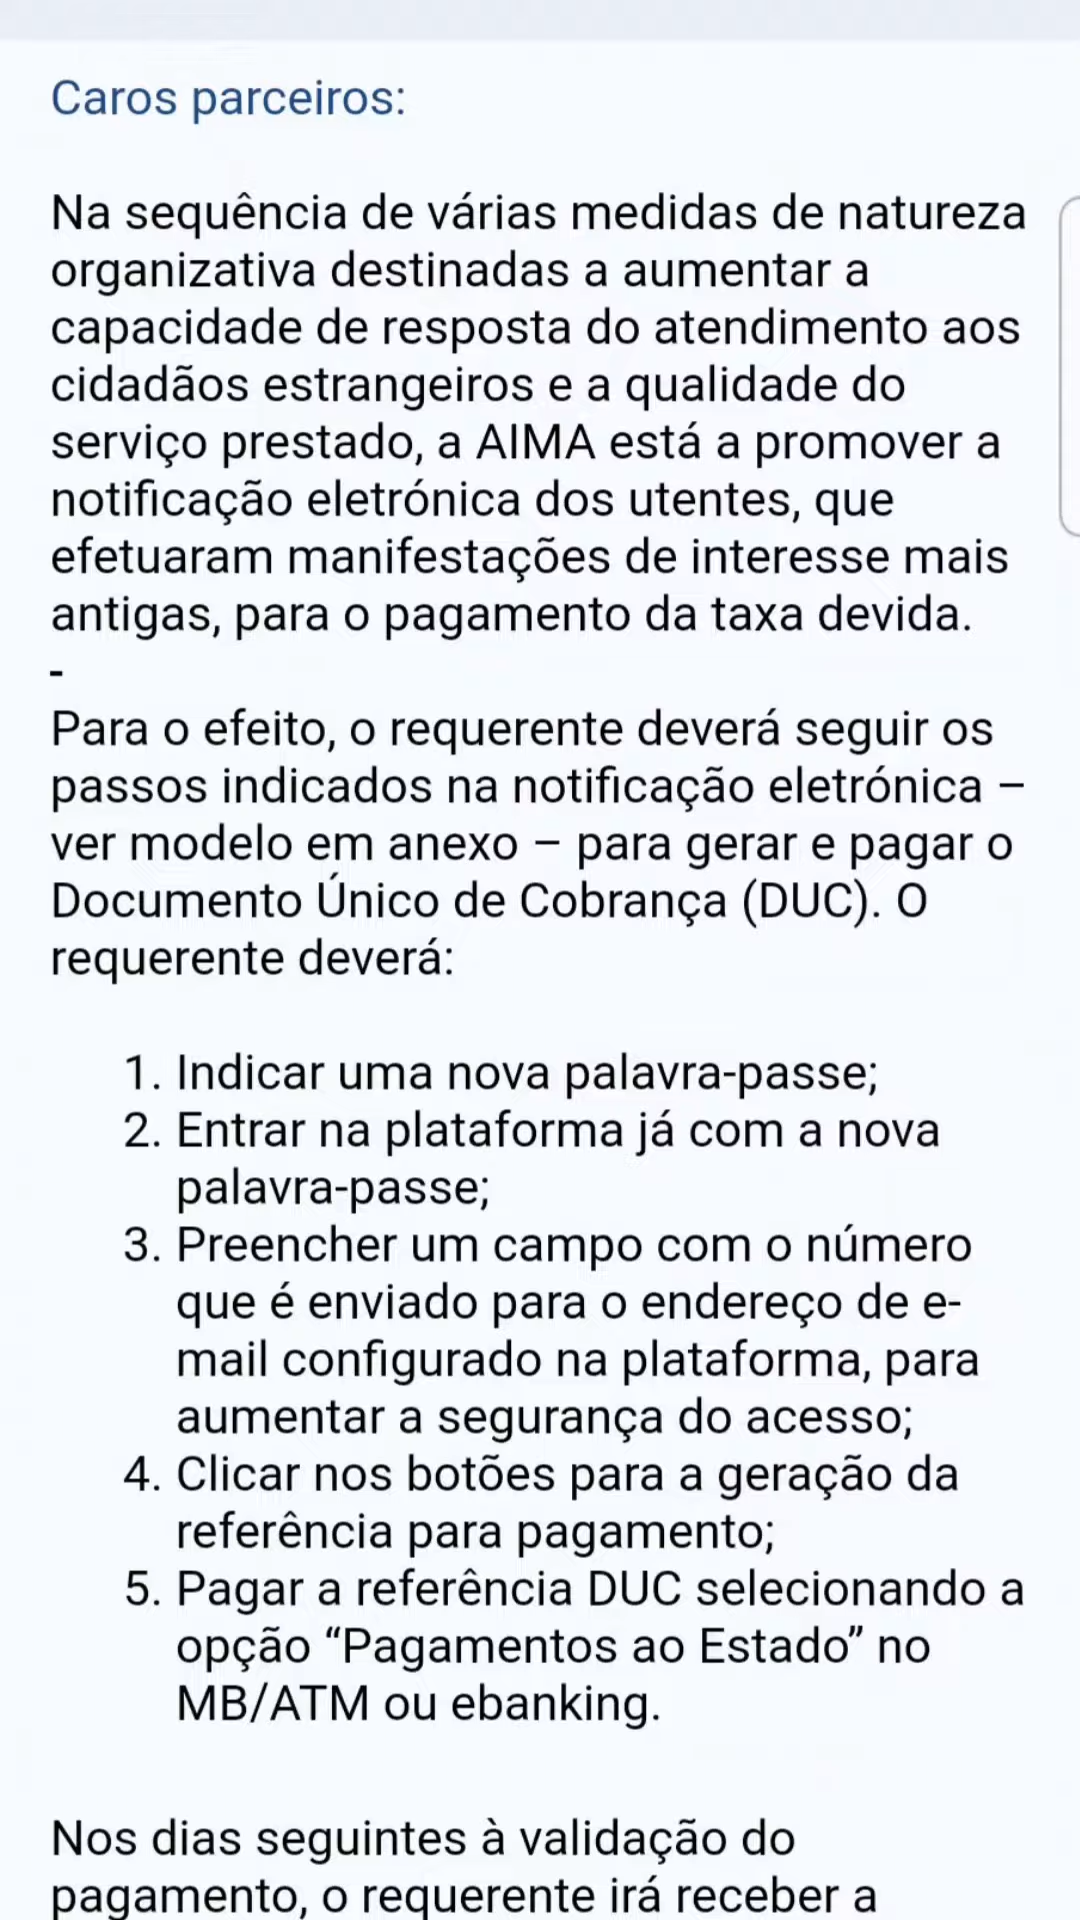 Caros parceiros:
Na sequência de várias medidas de natureza
organizativa destinadas a aumentar a
capacidade de resposta do atendimento aos
cidadãos estrangeiros e a qualidade do
serviço prestado, a AIMA está a promover a
notificação eletrónica dos utentes, que
efetuaram manifestações de interesse mais
antigas, para o pagamento da taxa devida.
-
Para o efeito, o requerente deverá seguir os
passos indicados na notificação eletrónica –
ver modelo em anexo – para gerar e pagar o
Documento Único de Cobrança (DUC). O
requerente deverá:
1. Indicar uma nova palavra-passe;
2. Entrar na plataforma já com a nova
palavra-passe;
3. Preencher um campo com o número
que é enviado para o endereço de e-
mail configurado na plataforma, para
aumentar a segurança do acesso;
4. Clicar nos botões para a geração da
referência para pagamento;
5. Pagar a referência DUC selecionando a
opção “Pagamentos ao Estado” no
MB/ATM ou ebanking.
Nos dias seguintes à validação do
pagamento, o requerente irá receber a